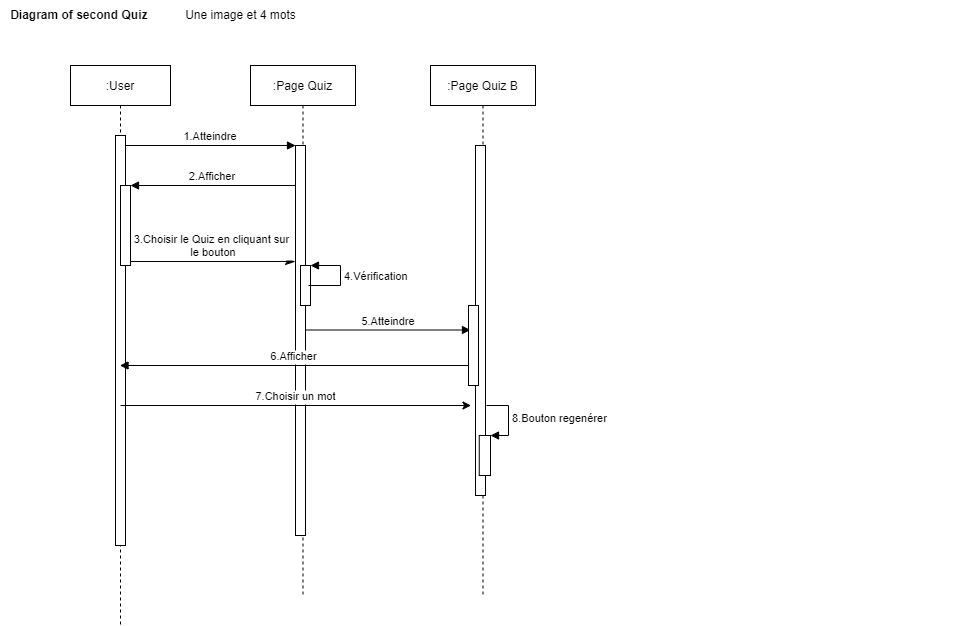 Diagram of second Quiz Une image et 4 mots
:User :Page Quiz :Page Quiz B
1.Atteindre
2.Afficher
3.Choisir le Quiz en cliquant sur
le bouton
4.Vérification
5.Atteindre
6.Afficher
7.Choisir un mot
8.Bouton regenérer